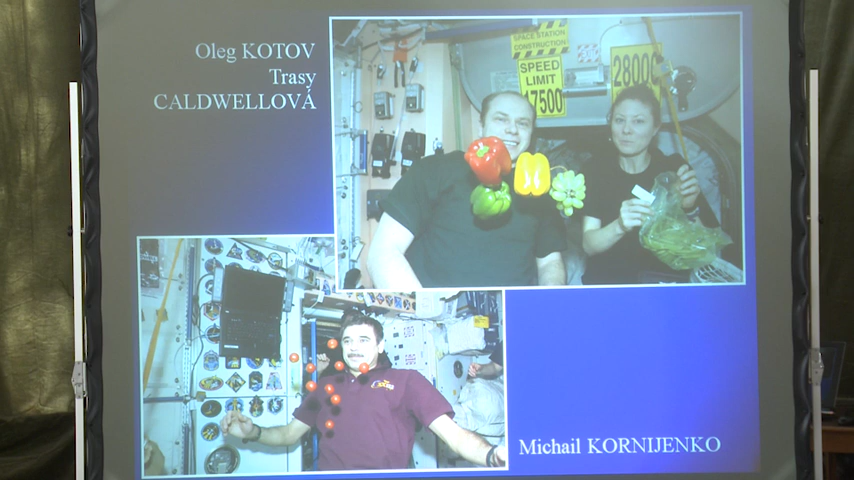 Oleg KOTOV
Trasy
CALDWELLOVÁ
SPACE STATION
CONSTRUCTION
SPEED
LIMIT
17500
28000
Michail KORNIJENKO